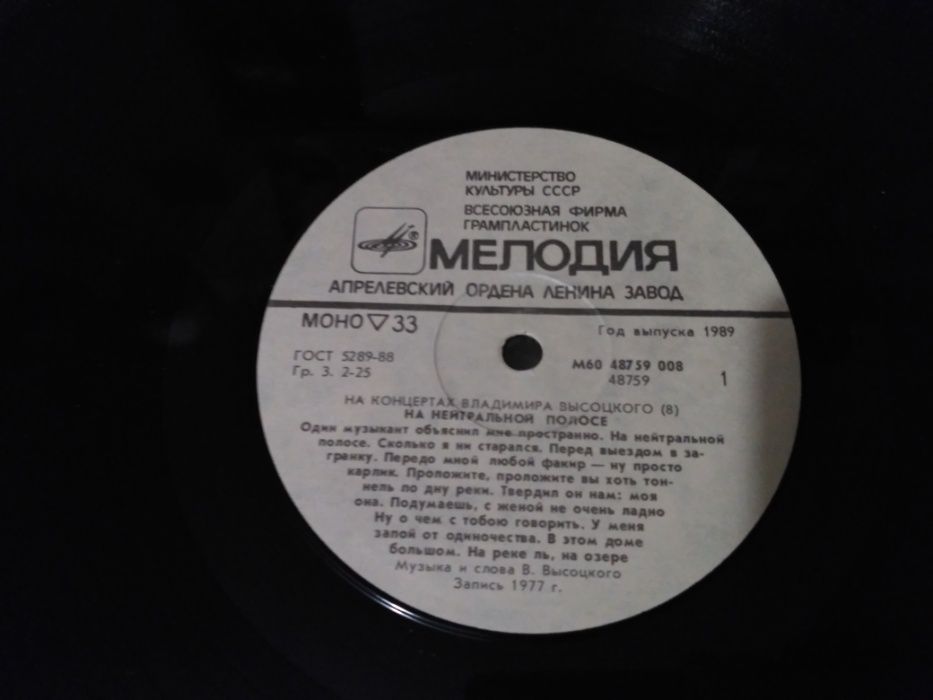 МИНИСТЕРСТВО
КУЛЬТУРЫ СССР
ВСЕСОЮЗНАЯ ФИРМА
ГРАМПЛАСТИНОК
® МЕЛОДИЯ
АПРЕЛЕВСКИЙ ОРДЕНА ЛЕНИНА ЗАВОД
МОНО ▽ 33
Год выпуска 1989
ГОСТ 5289-88
М60 48759 008
Гр. 3. 2-25
48759
1
НА КОНЦЕРТАХ ВЛАДИМИРА ВЫСОЦКОГО (8)
НА НЕЙТРАЛЬНОЙ ПОЛОСЕ
Один музыкант объяснил мне пространно. На нейтральной
полосе. Сколько я ни старался. Перед выездом в за-
гранку. Передо мной любой факир — ну просто
карлик. Проложите, проложите вы хоть тон-
нель по дну реки. Твердил он нам: моя
она. Подумаешь, с женой не очень ладно
Ну о чем с тобою говорить. У меня
запой от одиночества. В этом доме
большом. На реке ль, на озере
Музыка и слова В. Высоцкого
Запись 1977 г.